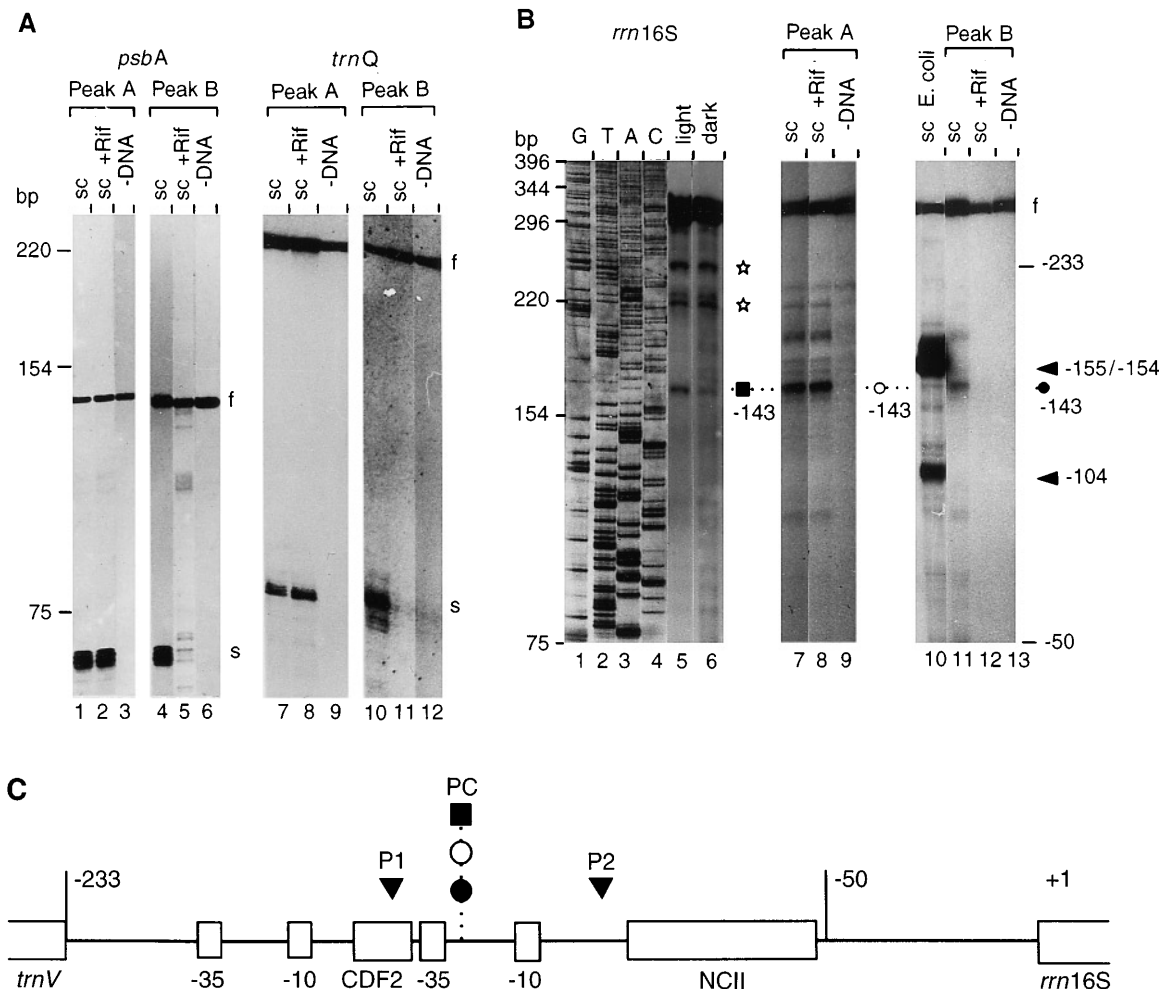 A
psbA
trnQ
Peak A
Peak B
Peak A
Peak B
sc
sc +Rif
-DNA
sc
sc +Rif
-DNA
sc
sc +Rif
-DNA
sc
sc +Rif
-DNA
bp
220
154
75
f
s
f
s
1 2 3
4 5 6
7 8 9
10 11 12
B
rrn16S
Peak A
Peak B
bp
G T A C light dark
sc
sc +Rif
-DNA
sc E. coli
sc
sc +Rif
-DNA
396
344
296
220
154
75
-143
-143
f
-233
-155/-154
-143
-104
-50
1 2 3 4 5 6
7 8 9
10 11 12 13
C
PC
P1
P2
-233
-50
+1
trnV
-35
-10
CDF2
-35
-10
NCII
rrn16S